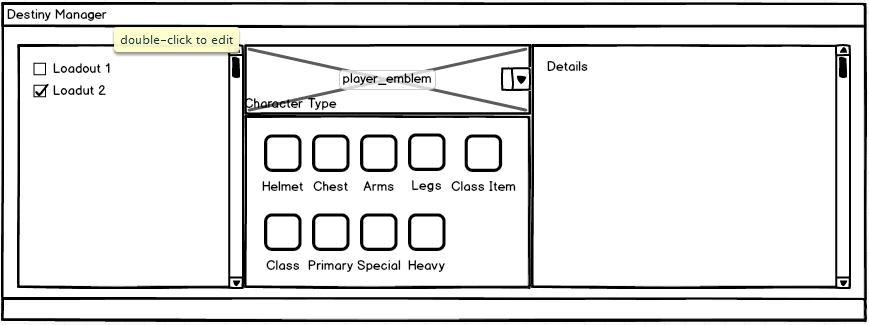 Destiny Manager
double-click to edit
Loadout 1
Loadut 2
player_emblem
Character Type
Helmet Chest Arms Legs Class Item
Class Primary Special Heavy
Details